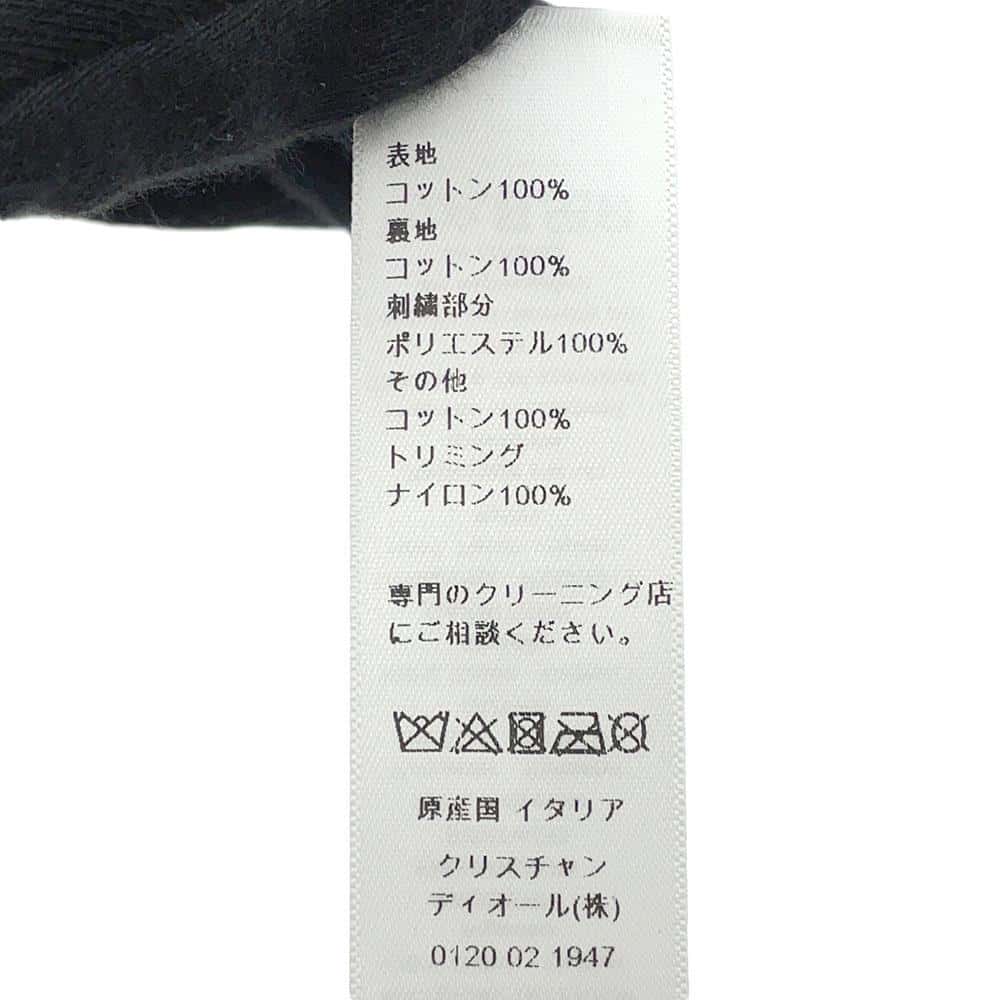 表地
コットン100%
裏地
コットン100%
刺繍部分
ポリエステル100%
その他
コットン100%
トリミング
ナイロン100%
専門のクリーニング店
にご相談ください。
原産国 イタリア
クリスチャン
ディオール(株)
0120 02 1947